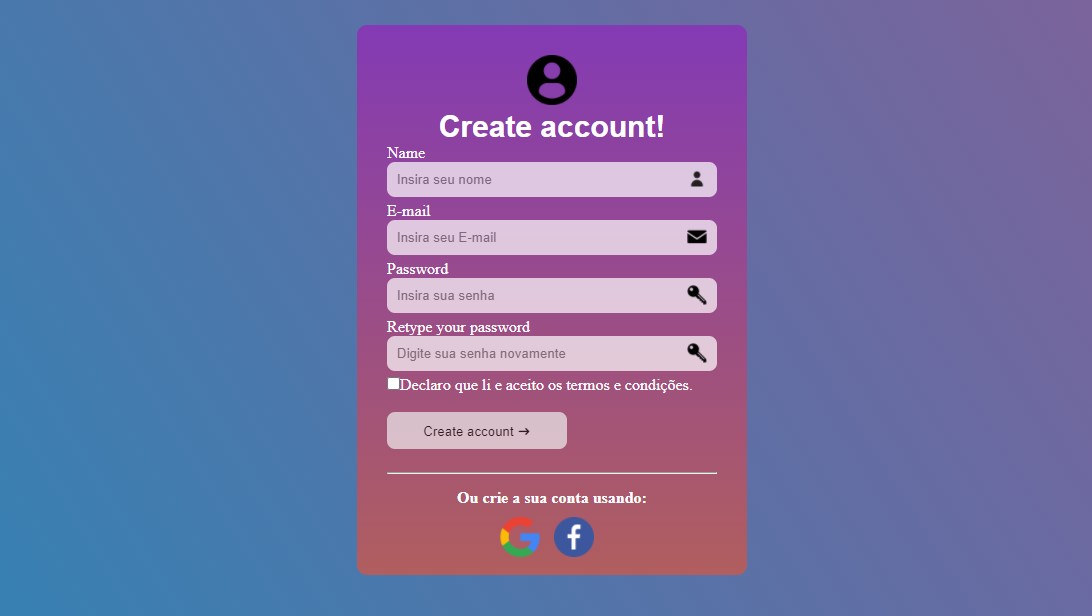 Create account!
Name
Insira seu nome
E-mail
Insira seu E-mail
Password
Insira sua senha
Retype your password
Digite sua senha novamente
Declaro que li e aceito os termos e condições.
Create account →
Ou crie a sua conta usando: